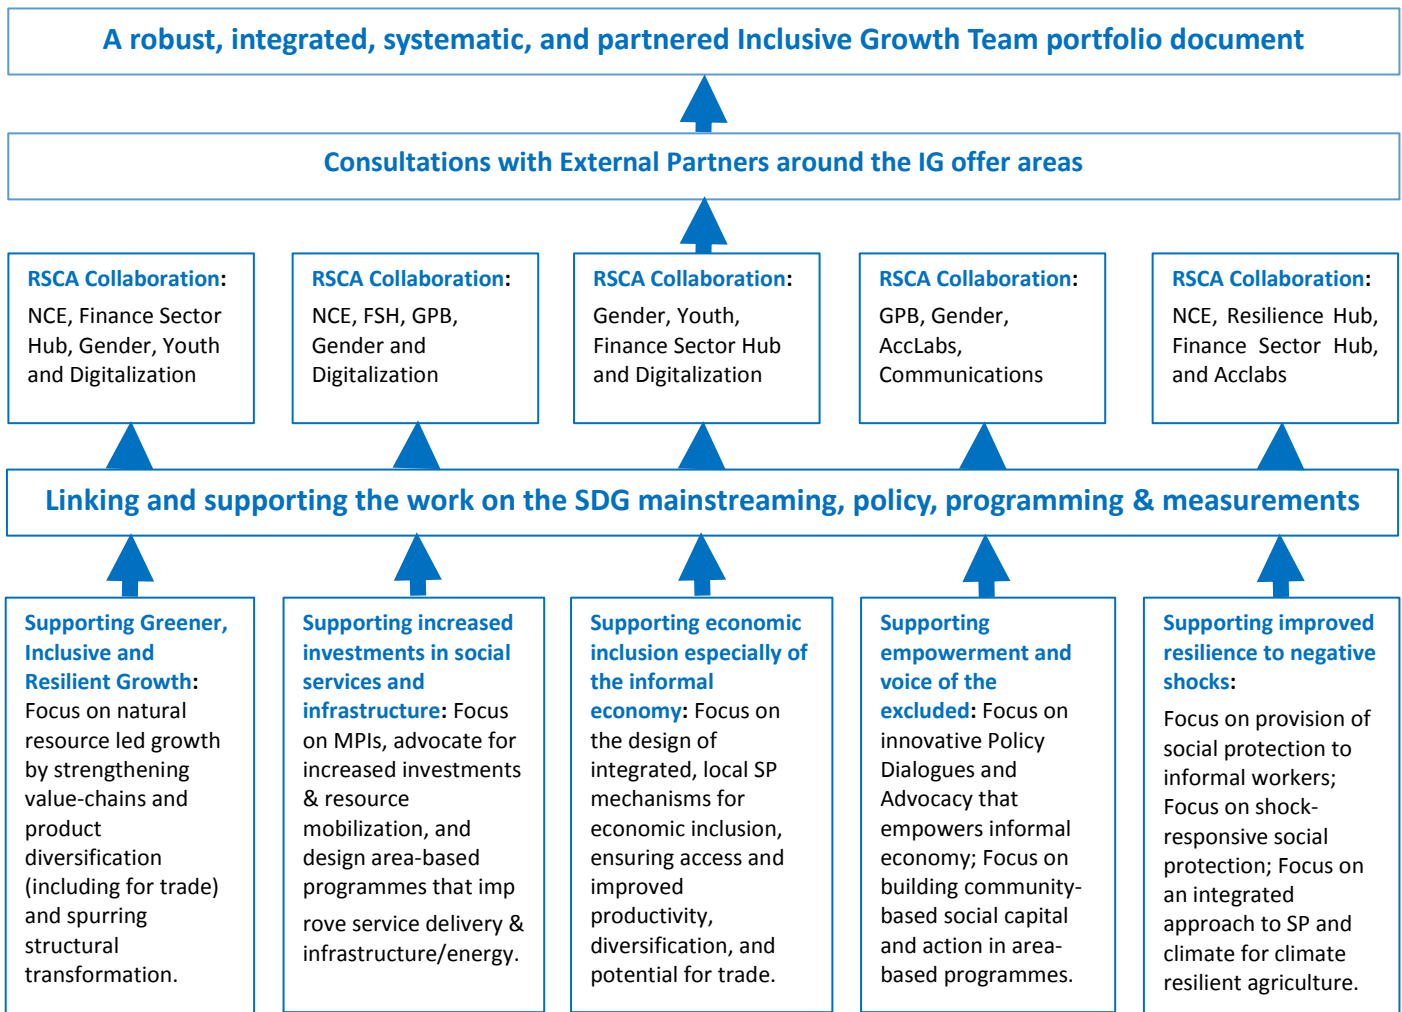 A robust, integrated, systematic, and partnered Inclusive Growth Team portfolio document
Consultations with External Partners around the IG offer areas
RSCA Collaboration:
NCE, Finance Sector
Hub, Gender, Youth
and Digitalization
RSCA Collaboration:
NCE, FSH, GPB,
Gender and
Digitalization
RSCA Collaboration:
Gender, Youth,
Finance Sector Hub
and Digitalization
RSCA Collaboration:
GPB, Gender,
AccLabs,
Communications
RSCA Collaboration:
NCE, Resilience Hub,
Finance Sector Hub,
and Acclabs
Linking and supporting the work on the SDG mainstreaming, policy, programming & measurements
Supporting Greener,
Inclusive and
Resilient Growth:
Focus on natural
resource led growth
by strengthening
value-chains and
product
diversification
(including for trade)
and spurring
structural
transformation.
Supporting increased
investments in social
services and
infrastructure: Focus
on MPIs, advocate for
increased investments
& resource
mobilization, and
design area-based
programmes that imp
rove service delivery &
infrastructure/energy.
Supporting economic
inclusion especially of
the informal
economy: Focus on
the design of
integrated, local SP
mechanisms for
economic inclusion,
ensuring access and
improved
productivity,
diversification, and
potential for trade.
Supporting
empowerment and
voice of the
excluded: Focus on
innovative Policy
Dialogues and
Advocacy that
empowers informal
economy; Focus on
building community-
based social capital
and action in area-
based programmes.
Supporting improved
resilience to negative
shocks:
Focus on provision of
social protection to
informal workers;
Focus on shock-
responsive social
protection; Focus on
an integrated
approach to SP and
climate for climate
resilient agriculture.